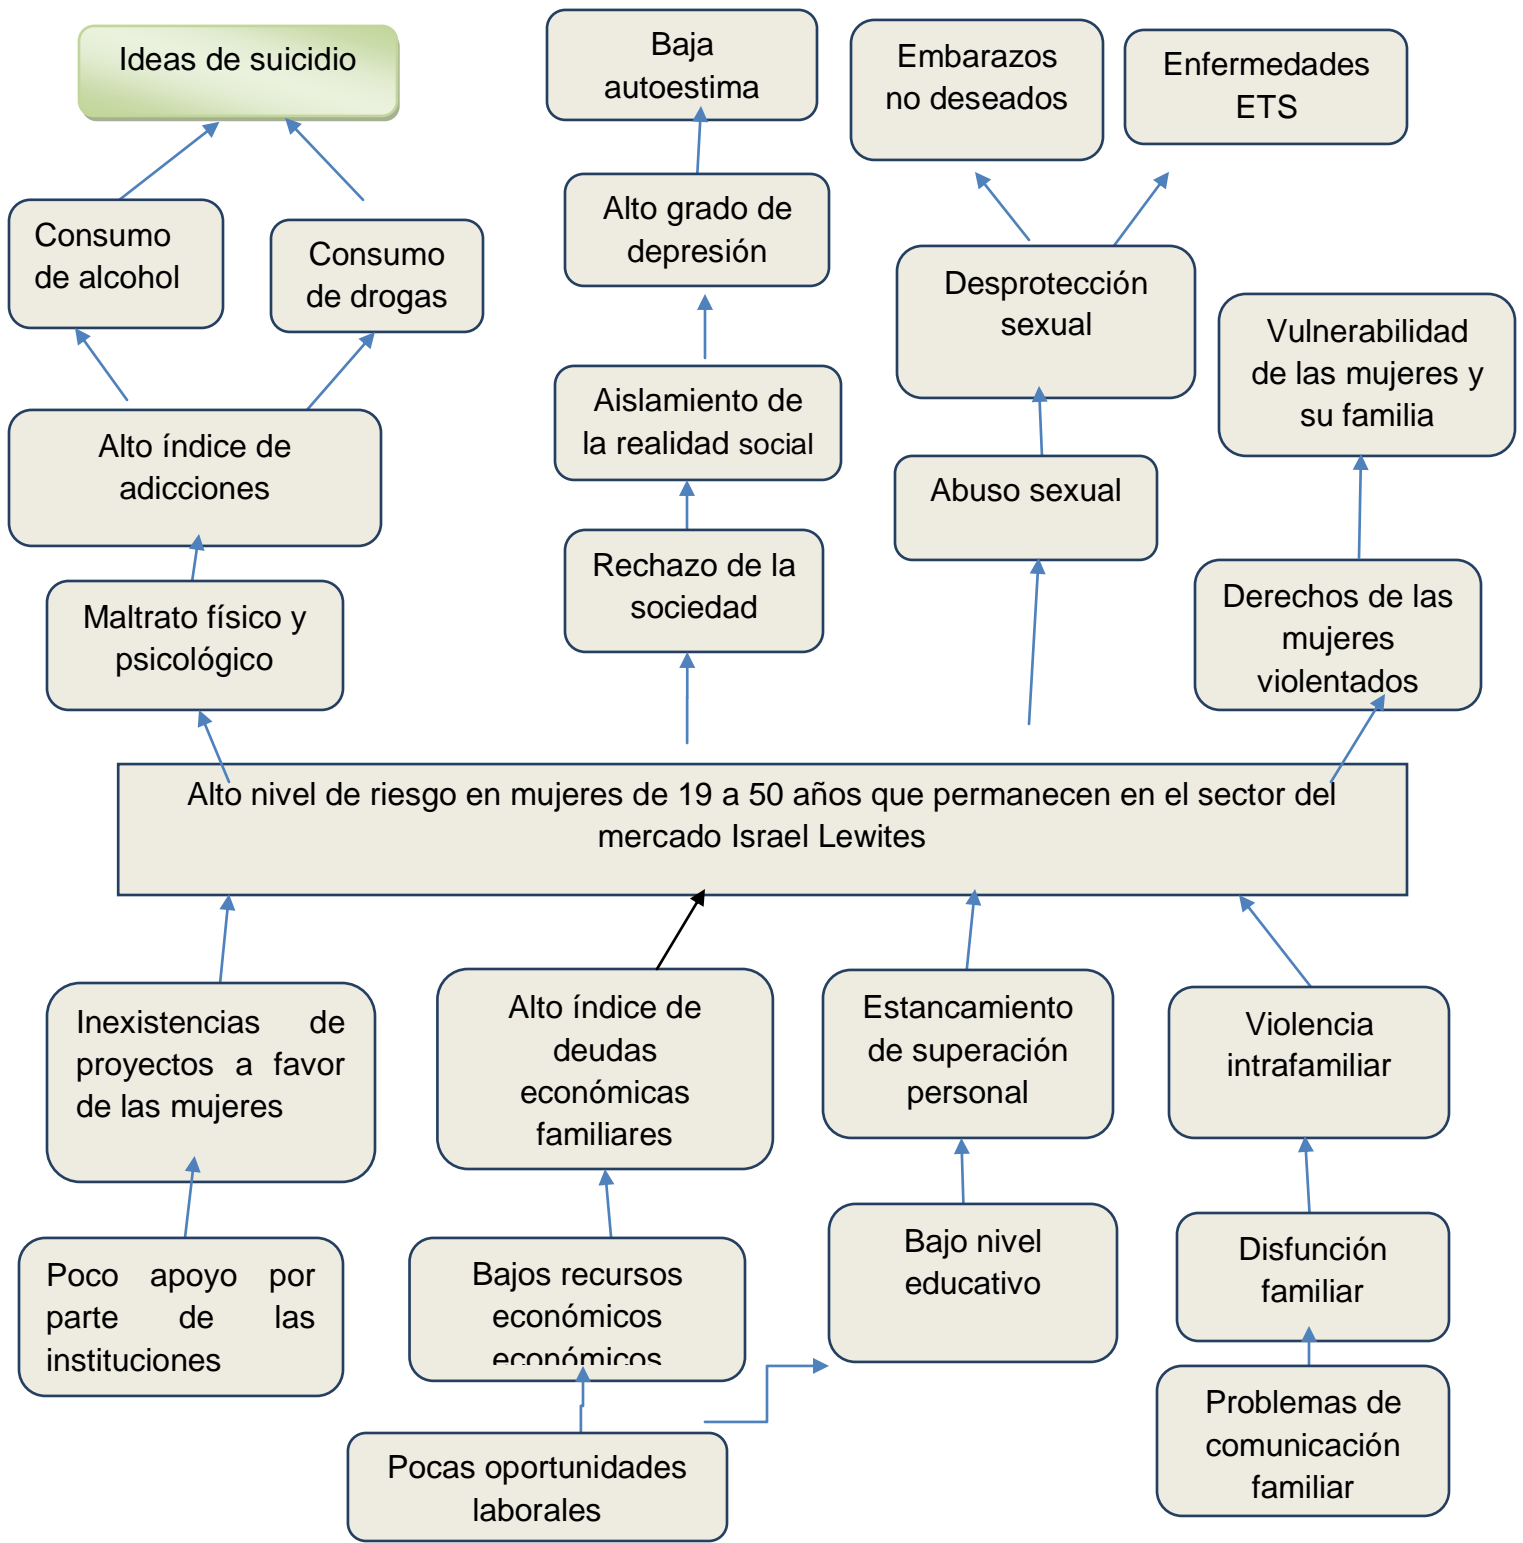 Ideas de suicidio
Baja
autoestima
Embarazos
no deseados
Enfermedades
ETS
Consumo
de alcohol
Consumo
de drogas
Alto grado de
depresión
Desprotección
sexual
Vulnerabilidad
de las mujeres y
su familia
Alto índice de
adicciones
Aislamiento de
la realidad social
Abuso sexual
Maltrato físico y
psicológico
Rechazo de la
sociedad
Derechos de las
mujeres
violentados
Alto nivel de riesgo en mujeres de 19 a 50 años que permanecen en el sector del
mercado Israel Lewites
Inexistencias de
proyectos a favor
de las mujeres
Alto índice de
deudas
económicas
familiares
Estancamiento
de superación
personal
Violencia
intrafamiliar
Poco apoyo por
parte de las
instituciones
Bajos recursos
económicos
económicos
Bajo nivel
educativo
Disfunción
familiar
Pocas oportunidades
laborales
Problemas de
comunicación
familiar